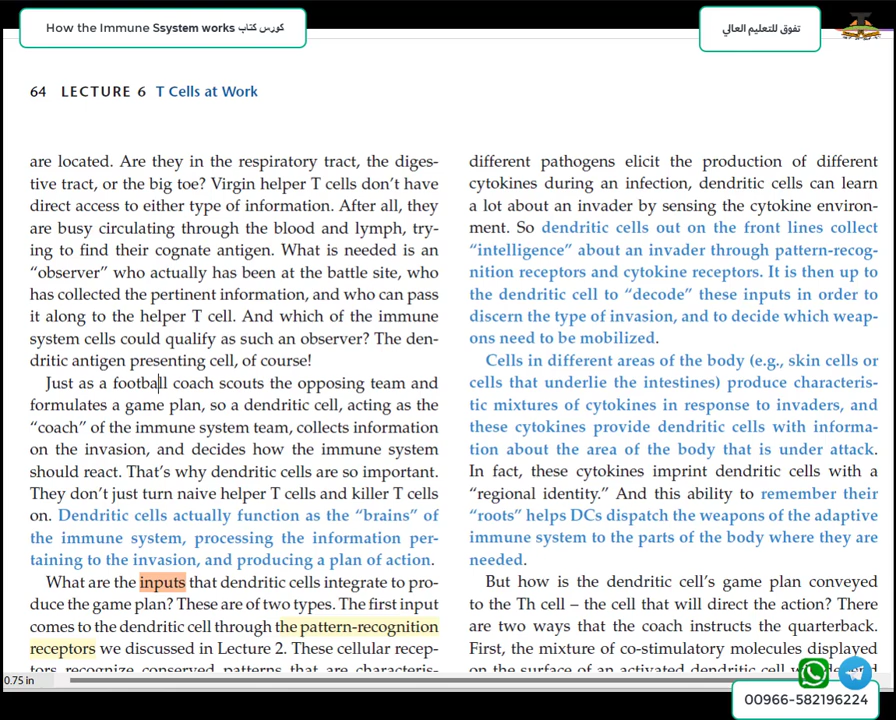 How the Immune Ssystem works كورس كتاب
تفوق للتعليم العالي
64 LECTURE 6 T Cells at Work
are located. Are they in the respiratory tract, the diges-
tive tract, or the big toe? Virgin helper T cells don't have
direct access to either type of information. After all, they
are busy circulating through the blood and lymph, try-
ing to find their cognate antigen. What is needed is an
"observer" who actually has been at the battle site, who
has collected the pertinent information, and who can pass
it along to the helper T cell. And which of the immune
system cells could qualify as such an observer? The den-
dritic antigen presenting cell, of course!
Just as a football coach scouts the opposing team and
formulates a game plan, so a dendritic cell, acting as the
"coach" of the immune system team, collects information
on the invasion, and decides how the immune system
should react. That's why dendritic cells are so important.
They don't just turn naive helper T cells and killer T cells
on. Dendritic cells actually function as the "brains" of
the immune system, processing the information per-
taining to the invasion, and producing a plan of action.
What are the inputs that dendritic cells integrate to pro-
duce the game plan? These are of two types. The first input
comes to the dendritic cell through the pattern-recognition
receptors we discussed in Lecture 2. These cellular recep-
tors recognize conserved patterns that are characteris-
different pathogens elicit the production of different
cytokines during an infection, dendritic cells can learn
a lot about an invader by sensing the cytokine environ-
ment. So dendritic cells out on the front lines collect
"intelligence" about an invader through pattern-recog-
nition receptors and cytokine receptors. It is then up to
the dendritic cell to "decode" these inputs in order to
discern the type of invasion, and to decide which weap-
ons need to be mobilized.
Cells in different areas of the body (e.g., skin cells or
cells that underlie the intestines) produce characteris-
tic mixtures of cytokines in response to invaders, and
these cytokines provide dendritic cells with informa-
tion about the area of the body that is under attack.
In fact, these cytokines imprint dendritic cells with a
"regional identity." And this ability to remember their
"roots" helps DCs dispatch the weapons of the adaptive
immune system to the parts of the body where they are
needed.
But how is the dendritic cell's game plan conveyed
to the Th cell – the cell that will direct the action? There
are two ways that the coach instructs the quarterback.
First, the mixture of co-stimulatory molecules displayed
on the surface of an activated dendritic cell
0.75 in
00966-582196224